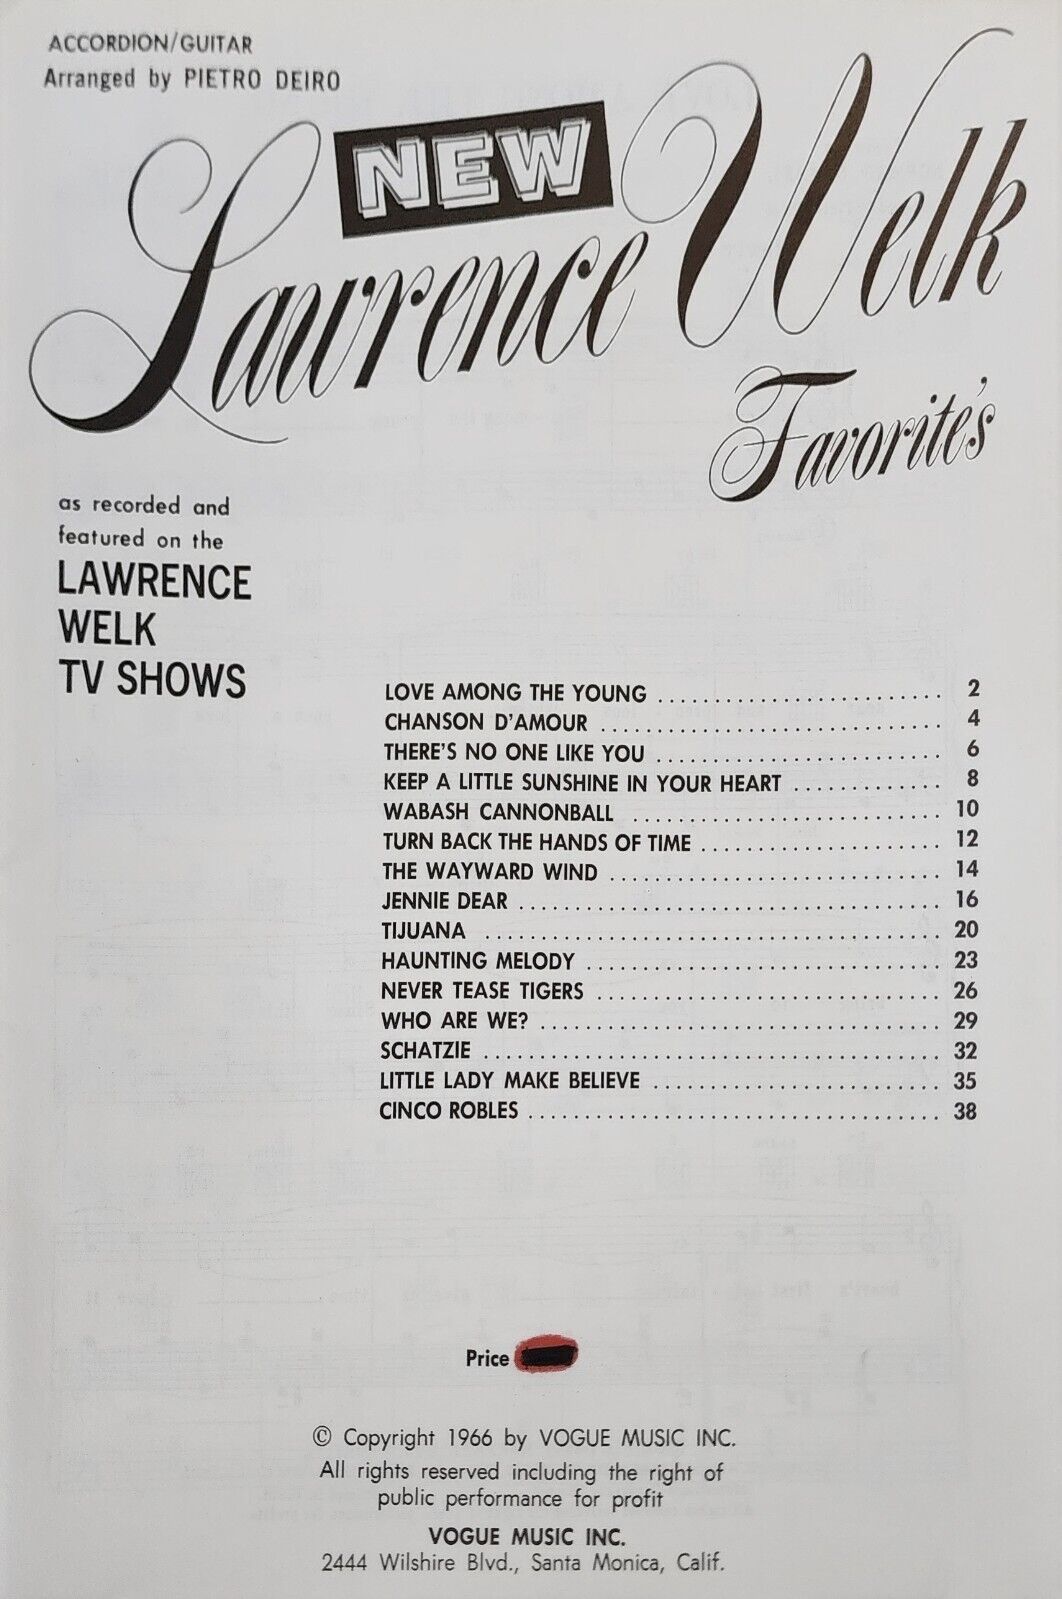 ACCORDION/GUITAR
Arranged by PIETRO DEIRO
NEW
Lawrence Welk
Favorite's
as recorded and
featured on the
LAWRENCE
WELK
TV SHOWS
LOVE AMONG THE YOUNG ......................... 2
CHANSON D'AMOUR .............................. 4
THERE'S NO ONE LIKE YOU ......................... 6
KEEP A LITTLE SUNSHINE IN YOUR HEART ............. 8
WABASH CANNONBALL ........................... 10
TURN BACK THE HANDS OF TIME ..................... 12
THE WAYWARD WIND ............................. 14
JENNIE DEAR ..................................... 16
TIJUANA ........................................ 20
HAUNTING MELODY ............................... 23
NEVER TEASE TIGERS .............................. 26
WHO ARE WE? ................................... 29
SCHATZIE ........................................ 32
LITTLE LADY MAKE BELIEVE ......................... 35
CINCO ROBLES .................................... 38
Price
© Copyright 1966 by VOGUE MUSIC INC.
All rights reserved including the right of
public performance for profit
VOGUE MUSIC INC.
2444 Wilshire Blvd., Santa Monica, Calif.